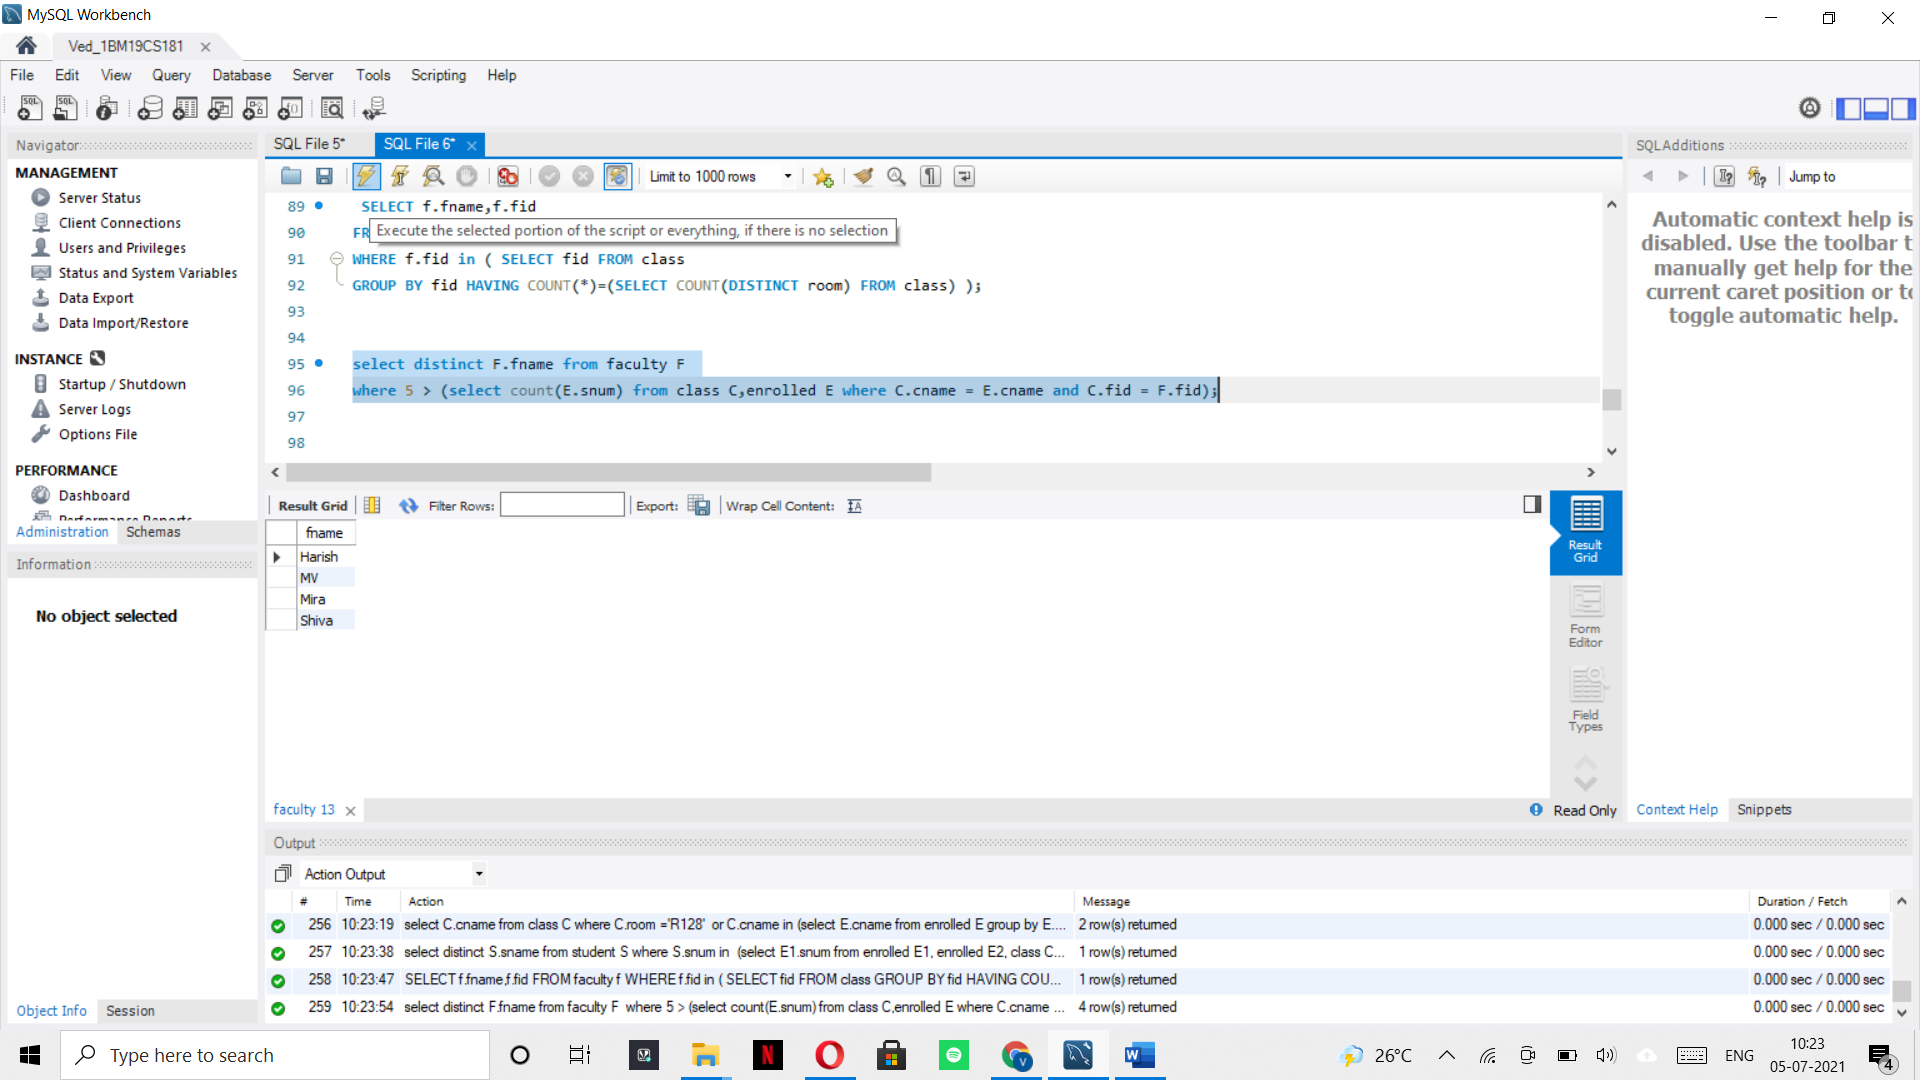 MySQL Workbench
Ved_1BM19CS181
File Edit View Query Database Server Tools Scripting Help
Navigator
MANAGEMENT
Server Status
Client Connections
Users and Privileges
Status and System Variables
Data Export
Data Import/Restore
INSTANCE
Startup / Shutdown
Server Logs
Options File
PERFORMANCE
Dashboard
Performance Reports
Administration Schemas
Information
No object selected
Object Info Session
SQL File 5* SQL File 6*
Limit to 1000 rows
89 SELECT f.fname,f.fid
90 FR
Execute the selected portion of the script or everything, if there is no selection
91 WHERE f.fid in ( SELECT fid FROM class
92 GROUP BY fid HAVING COUNT(*)=(SELECT COUNT(DISTINCT room) FROM class) );
93
94
95 select distinct F.fname from faculty F
96 where 5 > (select count(E.snum) from class C,enrolled E where C.cname = E.cname and C.fid = F.fid);
97
98
Result Grid Filter Rows: Export: Wrap Cell Content:
fname
Harish
MV
Mira
Shiva
Result
Grid
Form
Editor
Field
Types
faculty 13
Read Only
SQLAdditions
Jump to
Automatic context help is
disabled. Use the toolbar t
manually get help for the
current caret position or to
toggle automatic help.
Context Help Snippets
Output
Action Output
# Time Action Message Duration / Fetch
256 10:23:19 select C.cname from class C where C.room ='R128' or C.cname in (select E.cname from enrolled E group by E.... 2 row(s) returned 0.000 sec / 0.000 sec
257 10:23:38 select distinct S.sname from student S where S.snum in (select E1.snum from enrolled E1, enrolled E2, class C... 1 row(s) returned 0.000 sec / 0.000 sec
258 10:23:47 SELECT f.fname,f.fid FROM faculty f WHERE f.fid in ( SELECT fid FROM class GROUP BY fid HAVING COU... 1 row(s) returned 0.000 sec / 0.000 sec
259 10:23:54 select distinct F.fname from faculty F where 5 > (select count(E.snum) from class C,enrolled E where C.cname ... 4 row(s) returned 0.000 sec / 0.000 sec
Type here to search
26°C
ENG
10:23
05-07-2021
4